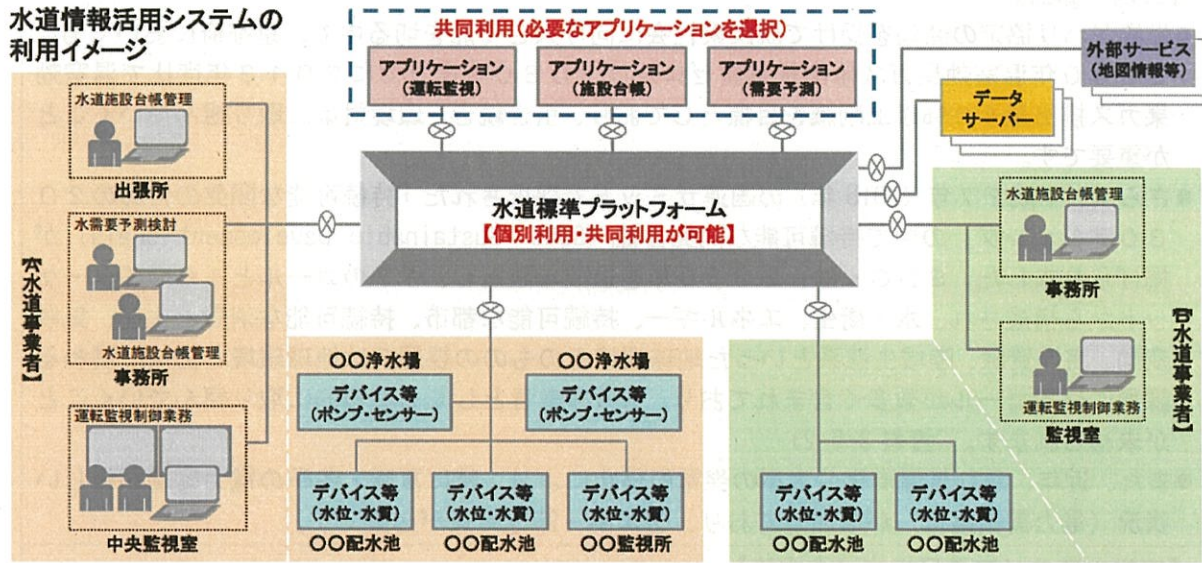 水道情報活用システムの
利用イメージ
共同利用(必要なアプリケーションを選択)
アプリケーション
(運転監視)
アプリケーション
(施設台帳)
アプリケーション
(需要予測)
外部サービス
(地図情報等)
データ
サーバー
水道標準プラットフォーム
【個別利用・共同利用が可能】
水道施設台帳管理
出張所
水需要予測検討
水道施設台帳管理
事務所
運転監視制御業務
中央監視室
【A水道事業者】
〇〇浄水場
デバイス等
(ポンプ・センサー)
〇〇浄水場
デバイス等
(ポンプ・センサー)
デバイス等
(水位・水質)
〇〇配水池
デバイス等
(水位・水質)
〇〇配水池
デバイス等
(水位・水質)
〇〇監視所
デバイス等
(水位・水質)
〇〇配水池
デバイス等
(水位・水質)
〇〇配水池
水道施設台帳管理
事務所
運転監視制御業務
監視室
【B水道事業者】